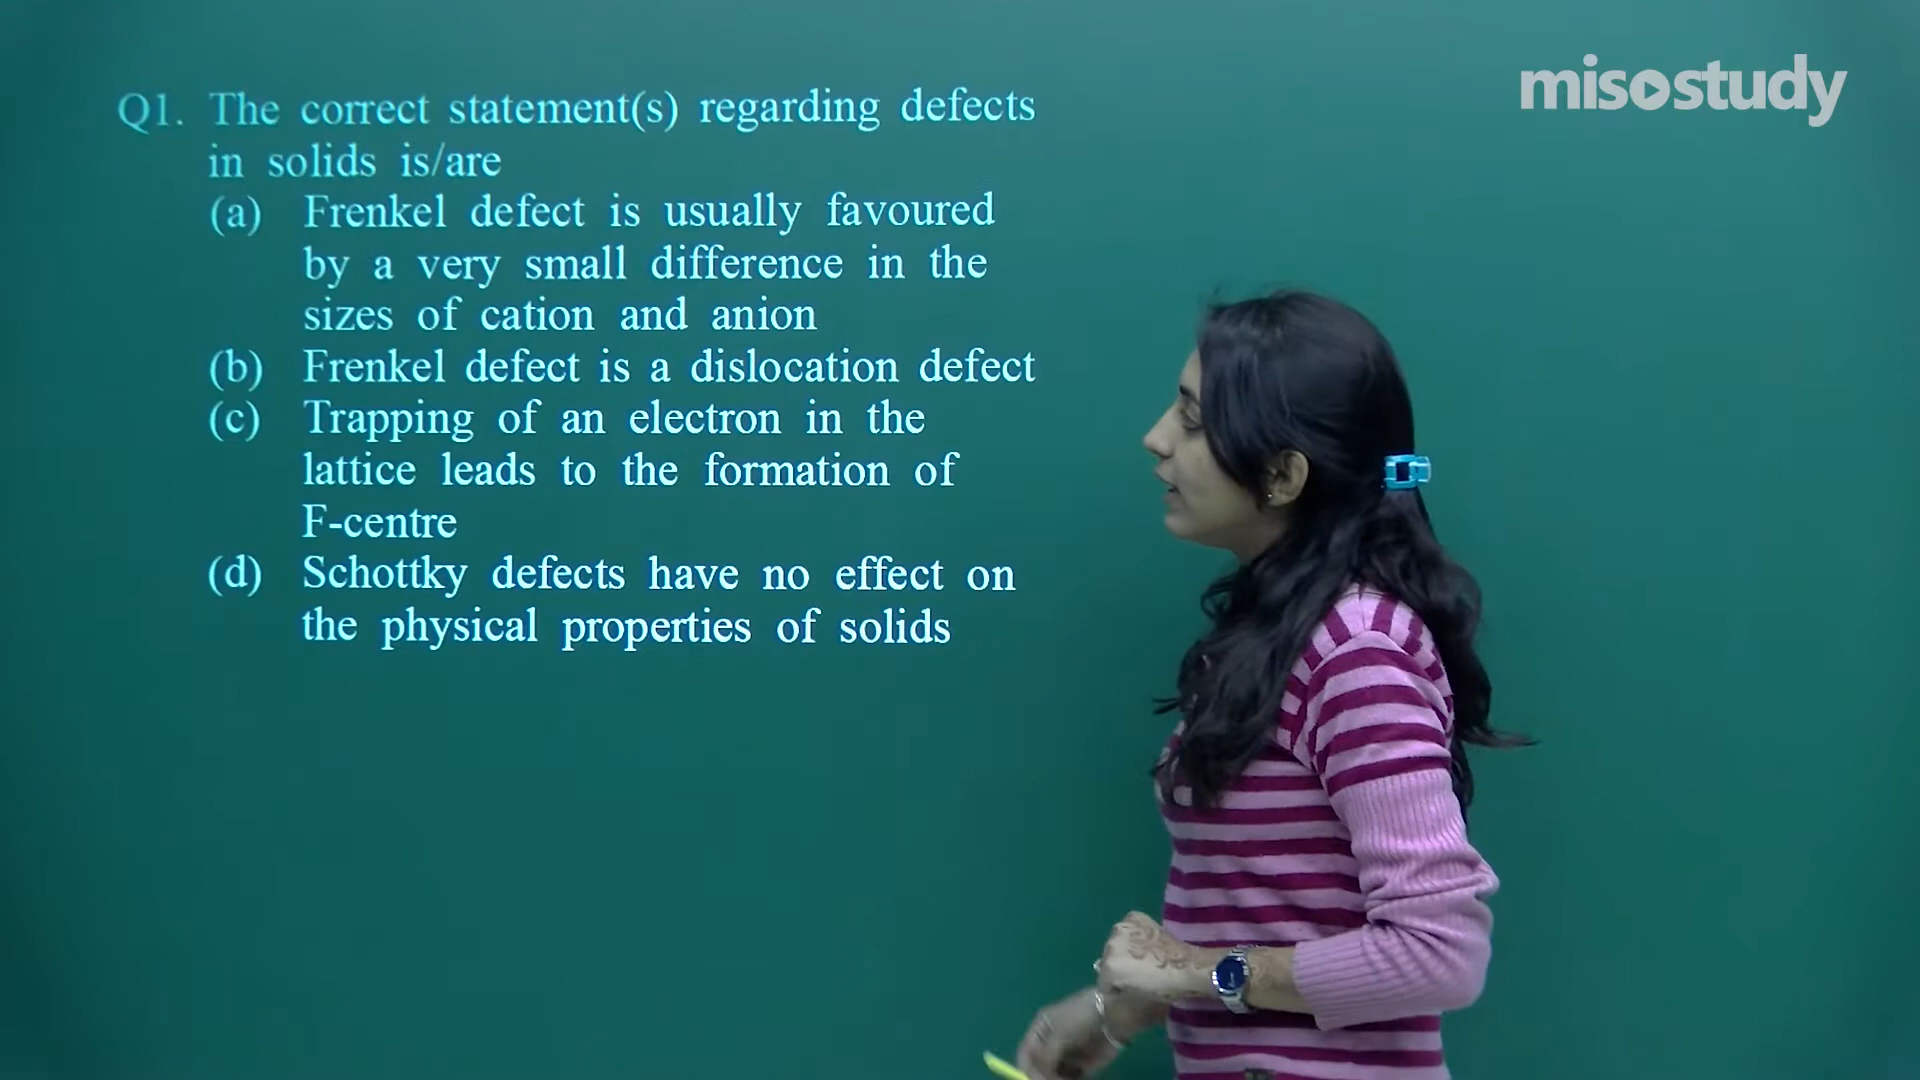 misostudy
Q1. The correct statement(s) regarding defects
in solids is/are
(a) Frenkel defect is usually favoured
by a very small difference in the
sizes of cation and anion
(b) Frenkel defect is a dislocation defect
(c) Trapping of an electron in the
lattice leads to the formation of
F-centre
(d) Schottky defects have no effect on
the physical properties of solids